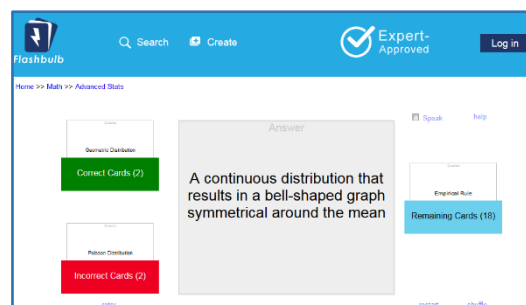 Flashbulb
Search
Create
Expert-
Approved
Log in
Home >> Math >> Advanced Stats
Geometric Distribution
Correct Cards (2)
Poisson Distribution
Incorrect Cards (2)
Answer
A continuous distribution that
results in a bell-shaped graph
symmetrical around the mean
Speak
help
Empirical Rule
Remaining Cards (18)